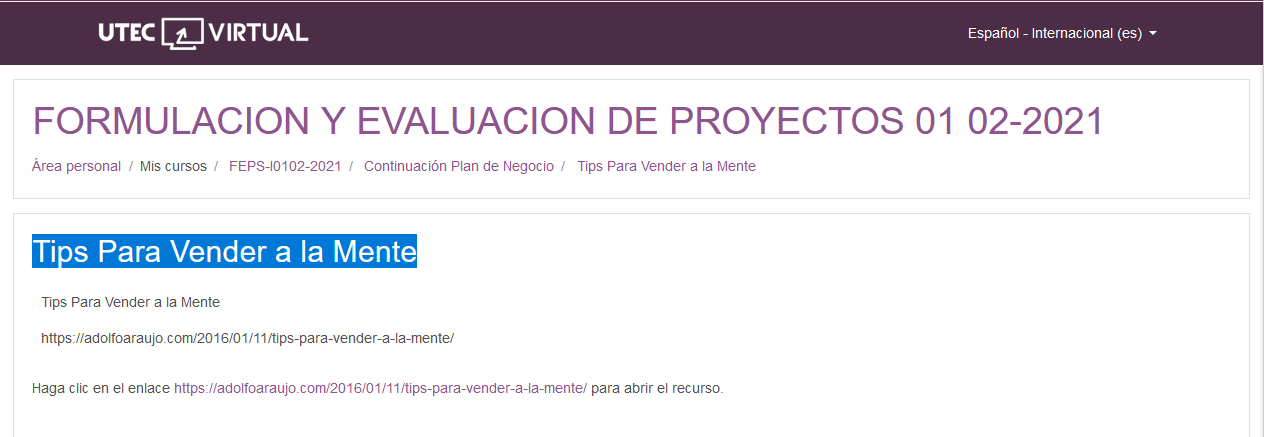 UTEC VIRTUAL
Español - Internacional (es)
FORMULACION Y EVALUACION DE PROYECTOS 01 02-2021
Área personal / Mis cursos / FEPS-I0102-2021 / Continuación Plan de Negocio / Tips Para Vender a la Mente
Tips Para Vender a la Mente
Tips Para Vender a la Mente
https://adolfoaraujo.com/2016/01/11/tips-para-vender-a-la-mente/
Haga clic en el enlace https://adolfoaraujo.com/2016/01/11/tips-para-vender-a-la-mente/ para abrir el recurso.